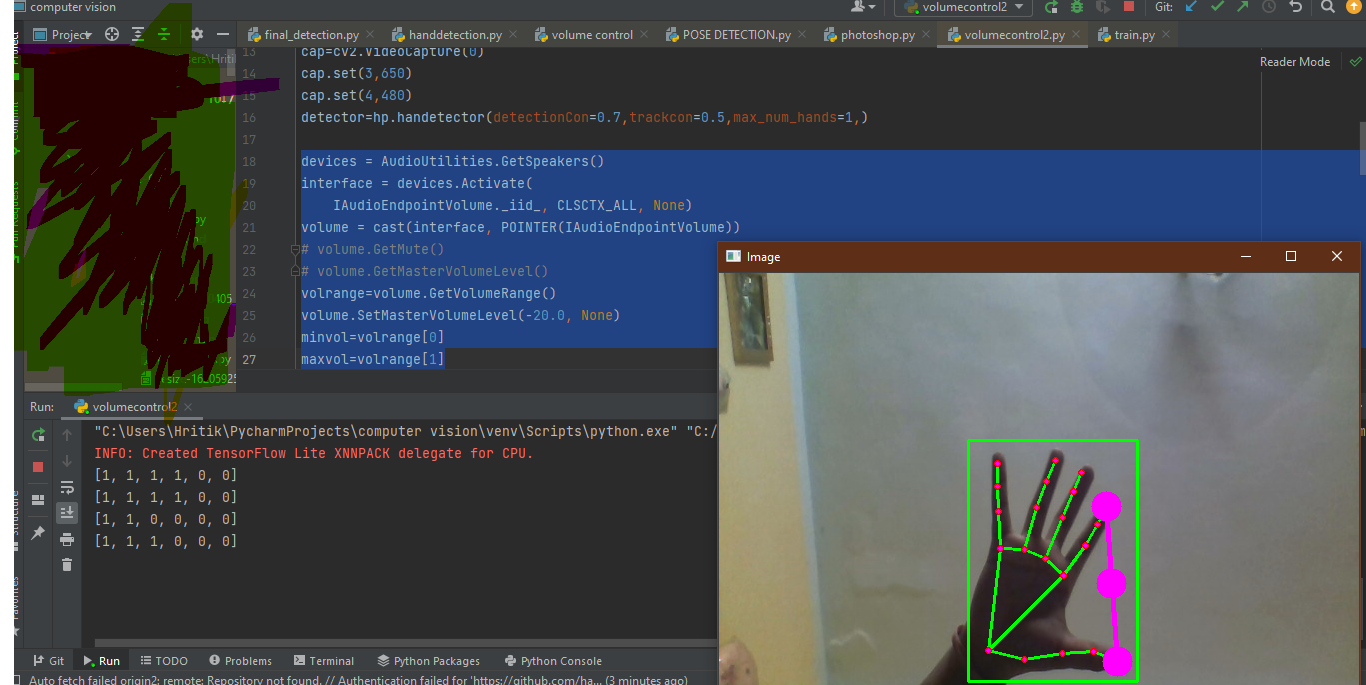 computer vision
volumecontrol2
Git:
Project
final_detection.py
handdetection.py
volume control
POSE DETECTION.py
photoshop.py
volumecontrol2.py
train.py
Reader Mode
13 cap=cv2.VideoCapture(0)
14 cap.set(3,650)
15 cap.set(4,480)
16 detector=hp.handetector(detectionCon=0.7,trackcon=0.5,max_num_hands=1,)
17
18 devices = AudioUtilities.GetSpeakers()
19 interface = devices.Activate(
20 IAudioEndpointVolume._iid_, CLSCTX_ALL, None)
21 volume = cast(interface, POINTER(IAudioEndpointVolume))
22 # volume.GetMute()
23 # volume.GetMasterVolumeLevel()
24 volrange=volume.GetVolumeRange()
25 volume.SetMasterVolumeLevel(-20.0, None)
26 minvol=volrange[0]
27 maxvol=volrange[1]
Image
Run:
volumecontrol2
"C:\Users\Hritik\PycharmProjects\computer vision\venv\Scripts\python.exe" "C:/
INFO: Created TensorFlow Lite XNNPACK delegate for CPU.
[1, 1, 1, 1, 0, 0]
[1, 1, 1, 1, 0, 0]
[1, 1, 0, 0, 0, 0]
[1, 1, 1, 0, 0, 0]
Git
Run
TODO
Problems
Terminal
Python Packages
Python Console
Auto fetch failed origin2: remote: Repository not found. // Authentication failed for 'https://github.com/ha... (3 minutes ago)